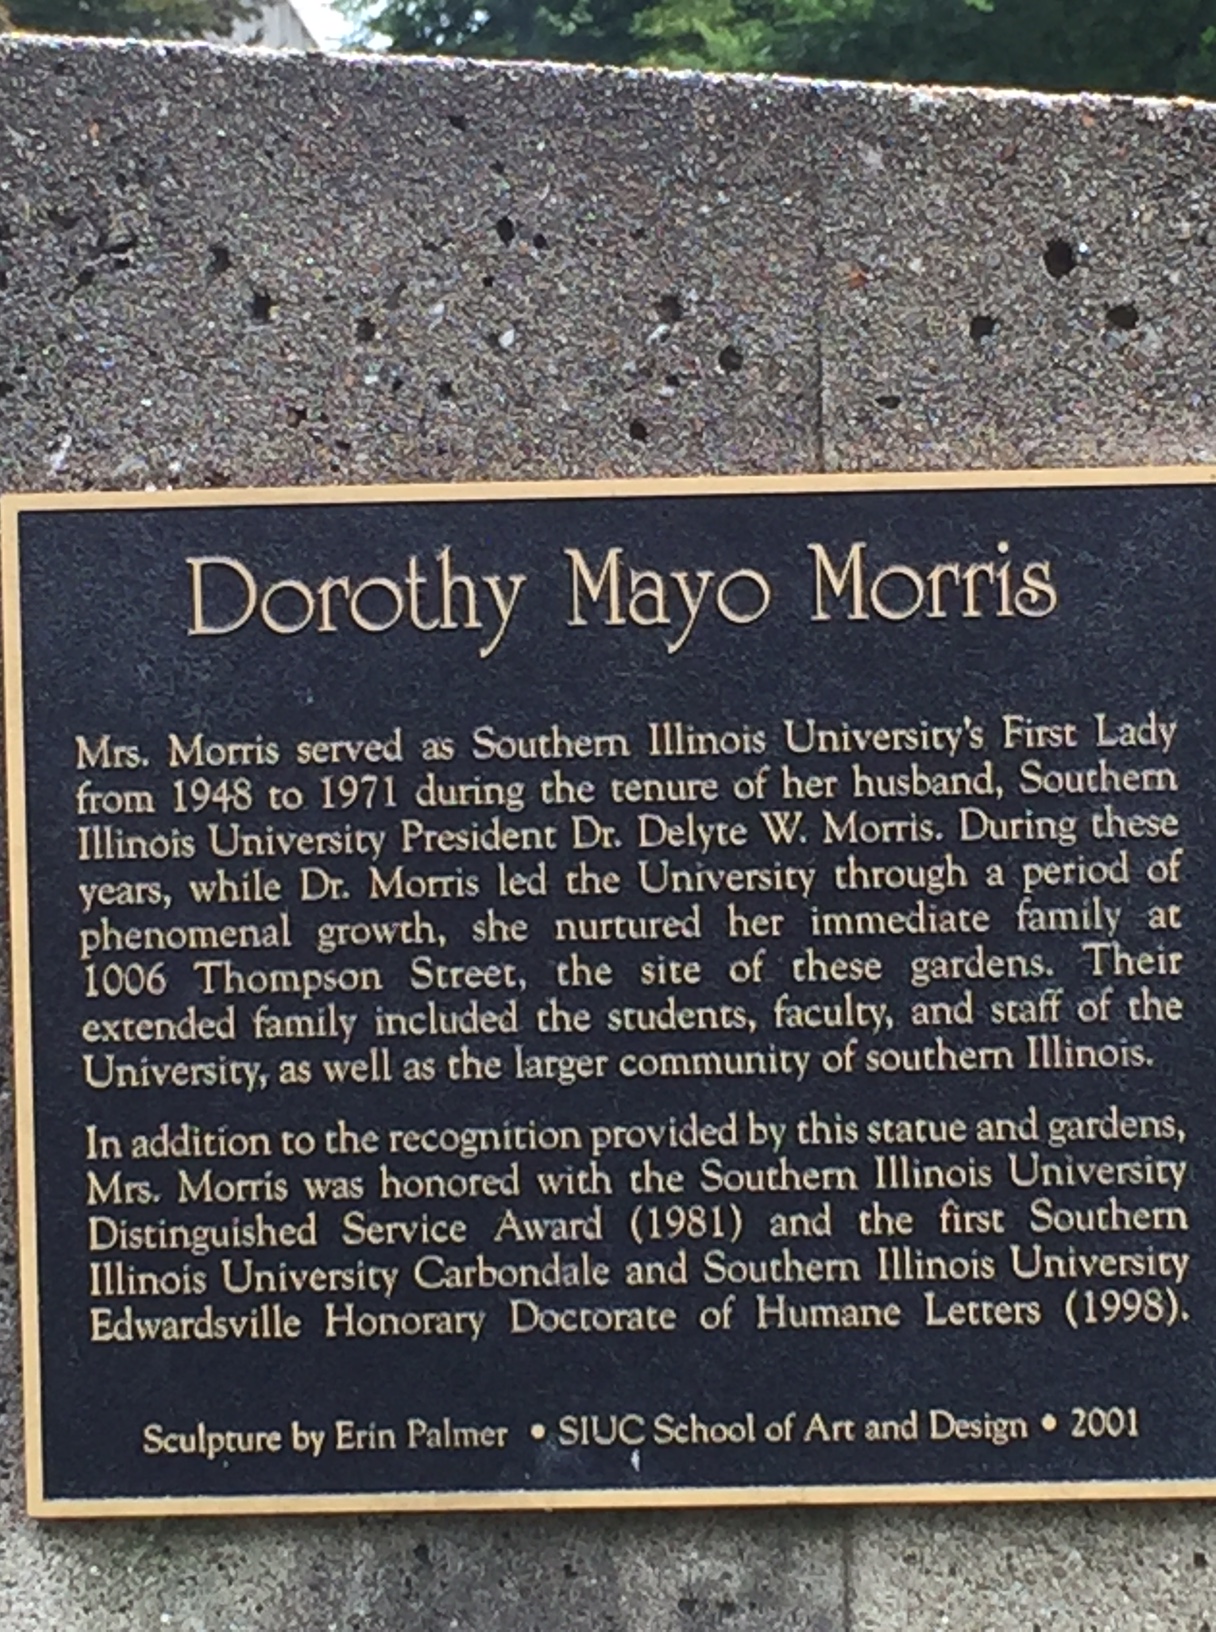 Dorothy Mayo Morris
Mrs. Morris served as Southern Illinois University's First Lady
from 1948 to 1971 during the tenure of her husband, Southern
Illinois University President Dr. Delyte W. Morris. During these
years, while Dr. Morris led the University through a period of
phenomenal growth, she nurtured her immediate family at
1006 Thompson Street, the site of these gardens. Their
extended family included the students, faculty, and staff of the
University, as well as the larger community of southern Illinois.
In addition to the recognition provided by this statue and gardens,
Mrs. Morris was honored with the Southern Illinois University
Distinguished Service Award (1981) and the first Southern
Illinois University Carbondale and Southern Illinois University
Edwardsville Honorary Doctorate of Humane Letters (1998).
Sculpture by Erin Palmer • SIUC School of Art and Design • 2001